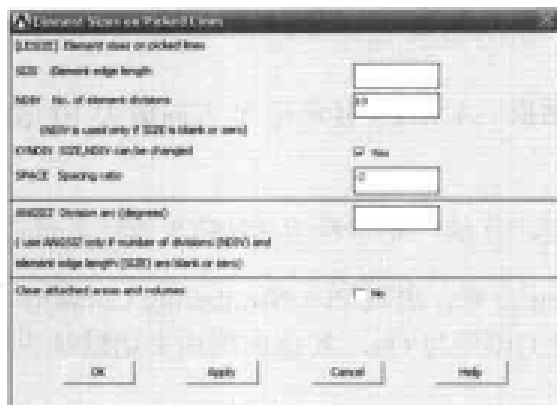 Element Sizes on Picked Lines
[LESIZE] Element sizes on picked lines
SIZE Element edge length
NDIV No. of element divisions
10
(NDIV is used only if SIZE is blank or zero)
KYNDIV SIZE,NDIV can be changed
Yes
SPACE Spacing ratio
-2
ANGSIZ Division arc (degrees)
( use ANGSIZ only if number of divisions (NDIV) and
element edge length (SIZE) are blank or zero)
Clear attached areas and volumes
No
OK Apply Cancel Help